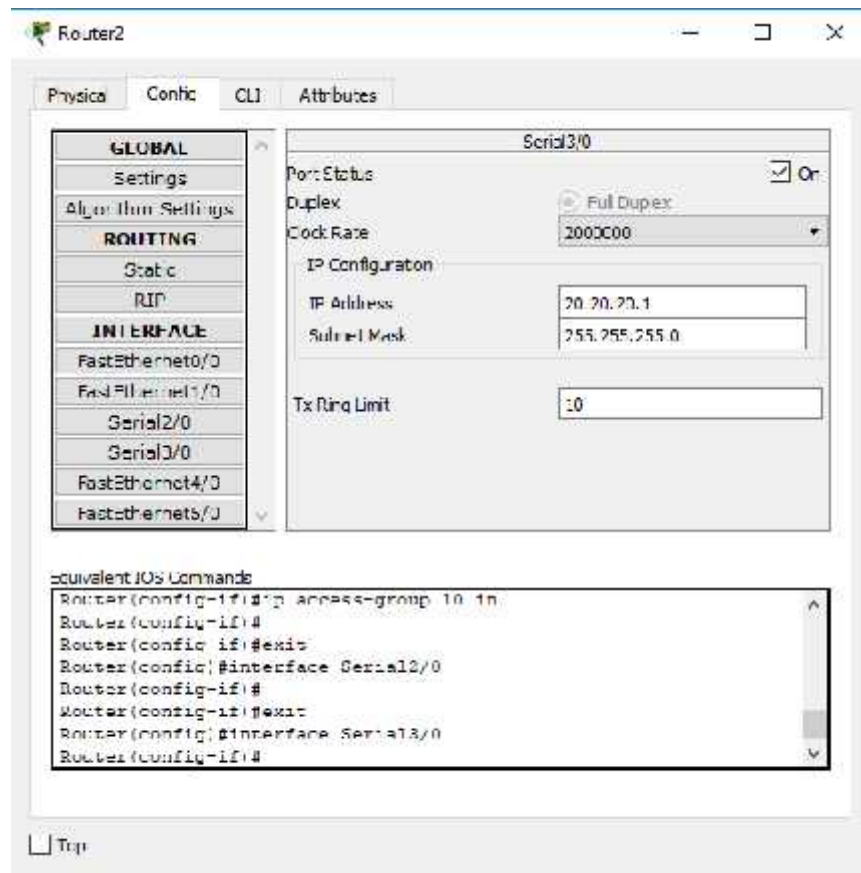 Router2
Physical Config CLI Attributes
GLOBAL
Settings
Algorithm Settings
ROUTING
Static
RIP
INTERFACE
FastEthernet0/0
FastEthernet1/0
Serial2/0
Serial3/0
FastEthernet4/0
FastEthernet5/0
Serial3/0
Port Status On
Duplex Full Duplex
Clock Rate 2000000
IP Configuration
IP Address 20.20.20.1
Subnet Mask 255.255.255.0
Tx Ring Limit 10
Equivalent IOS Commands
Router(config-if)#ip access-group 10 in
Router(config-if)#
Router(config-if)#exit
Router(config)#interface Serial2/0
Router(config-if)#
Router(config-if)#exit
Router(config)#interface Serial3/0
Router(config-if)#
Top